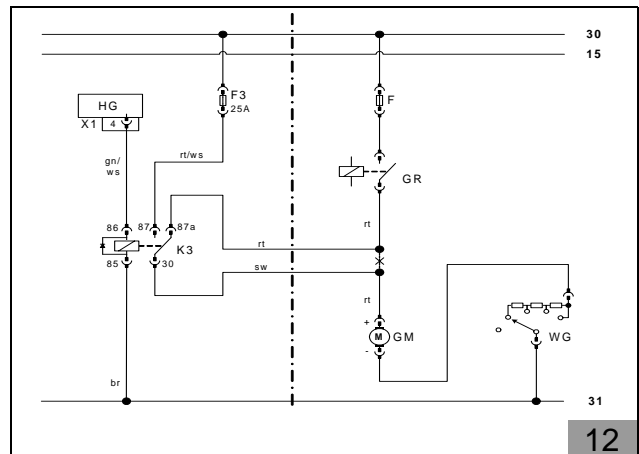 30
15
F3
25A
F
HG
X1
4
gn/
ws
rt/ws
GR
86
87
87a
rt
rt
K3
85
30
sw
rt
+
M
GM
-
WG
br
31
12